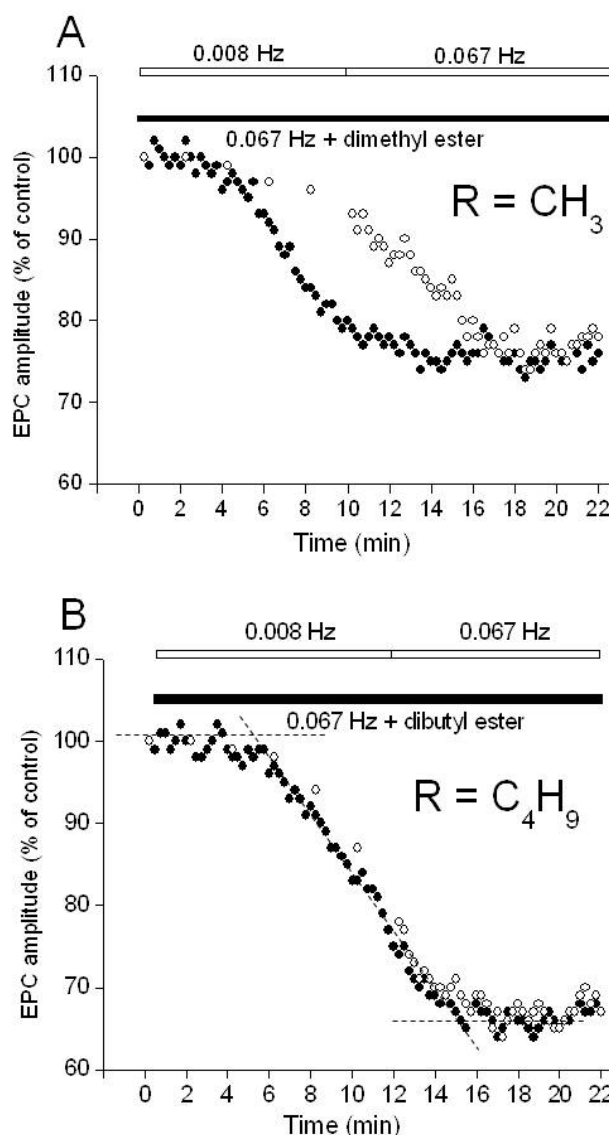 A
0.008 Hz 0.067 Hz
110
0.067 Hz + dimethyl ester
100
R = CH3
90
80
70
60
EPC amplitude (% of control)
0 2 4 6 8 10 12 14 16 18 20 22
Time (min)
B
0.008 Hz 0.067 Hz
110
0.067 Hz + dibutyl ester
100
R = C4H9
90
80
70
60
EPC amplitude (% of control)
0 2 4 6 8 10 12 14 16 18 20 22
Time (min)